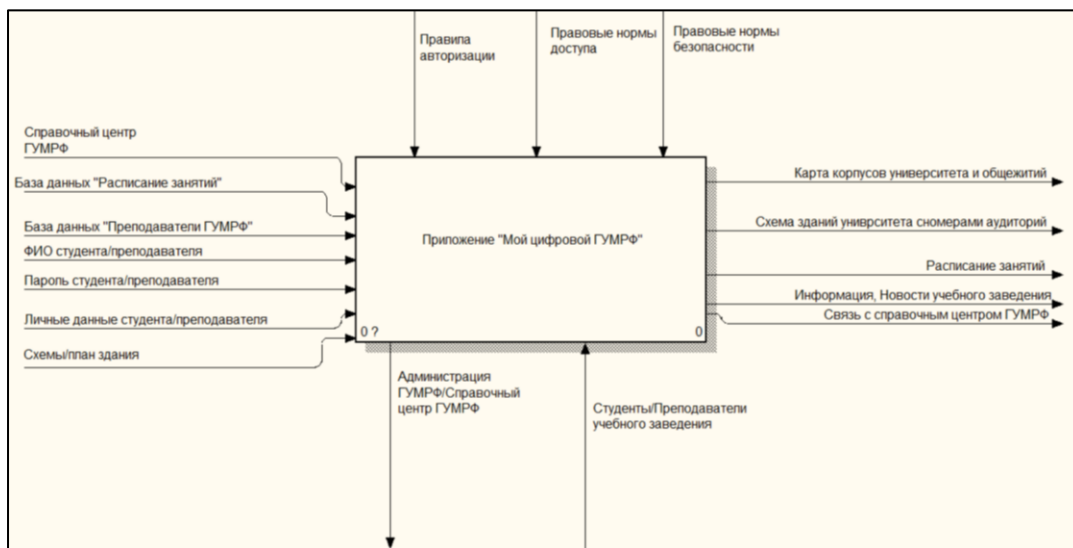 Правила
авторизации
Правовые нормы
доступа
Правовые нормы
безопасности
Справочный центр
ГУМРФ
База данных "Расписание занятий"
База данных "Преподаватели ГУМРФ"
ФИО студента/преподавателя
Пароль студента/преподавателя
Личные данные студента/преподавателя
Схемы/план здания
Приложение "Мой цифровой ГУМРФ"
0 ?
0
Карта корпусов университета и общежитий
Схема зданий униврситета сномерами аудиторий
Расписание занятий
Информация, Новости учебного заведения
Связь с справочным центром ГУМРФ
Администрация
ГУМРФ/Справочный
центр ГУМРФ
Студенты/Преподаватели
учебного заведения